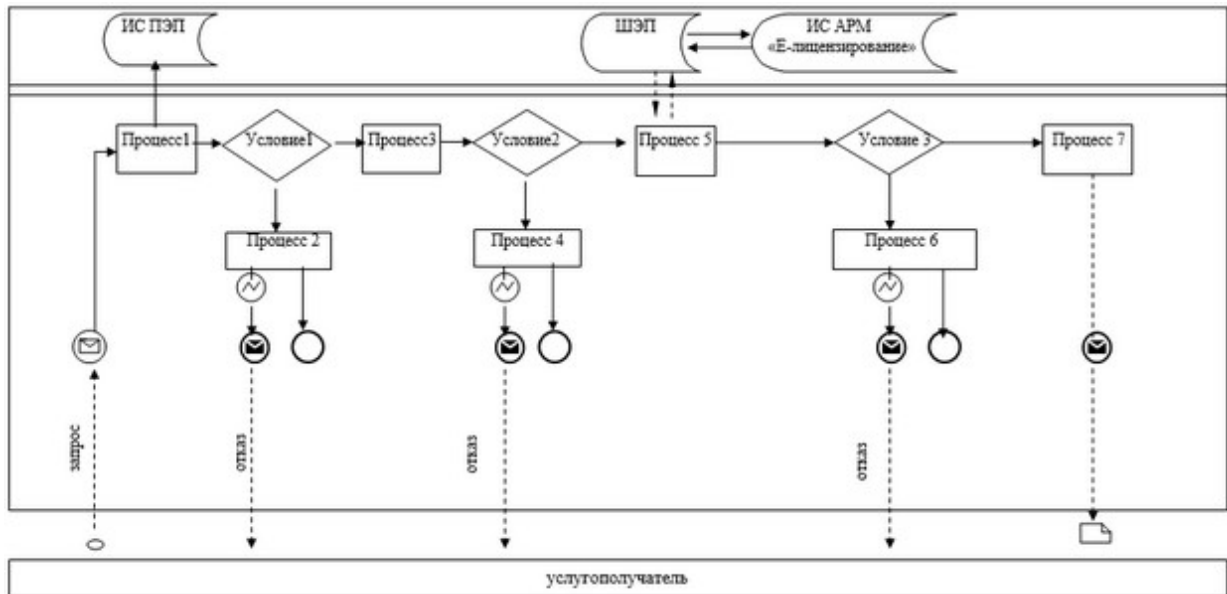 ИС ПЭП
ШЭП
ИС АРМ
«Е-лицензирование»
Процесс1
Условие1
Процесс3
Условие2
Процесс 5
Условие 3
Процесс 7
Процесс 2
Процесс 4
Процесс 6
запрос
отказ
отказ
отказ
услугополучатель